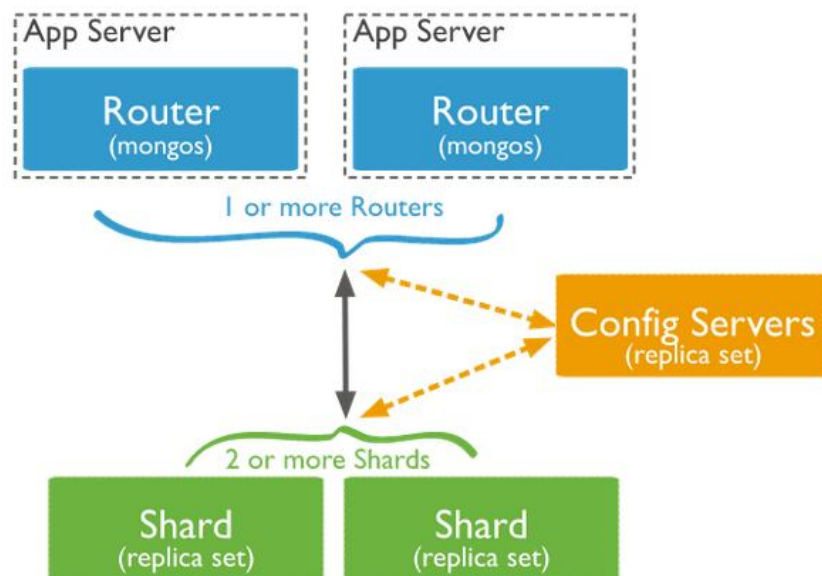 App Server
App Server
Router
(mongos)
Router
(mongos)
1 or more Routers
Config Servers
(replica set)
2 or more Shards
Shard
(replica set)
Shard
(replica set)